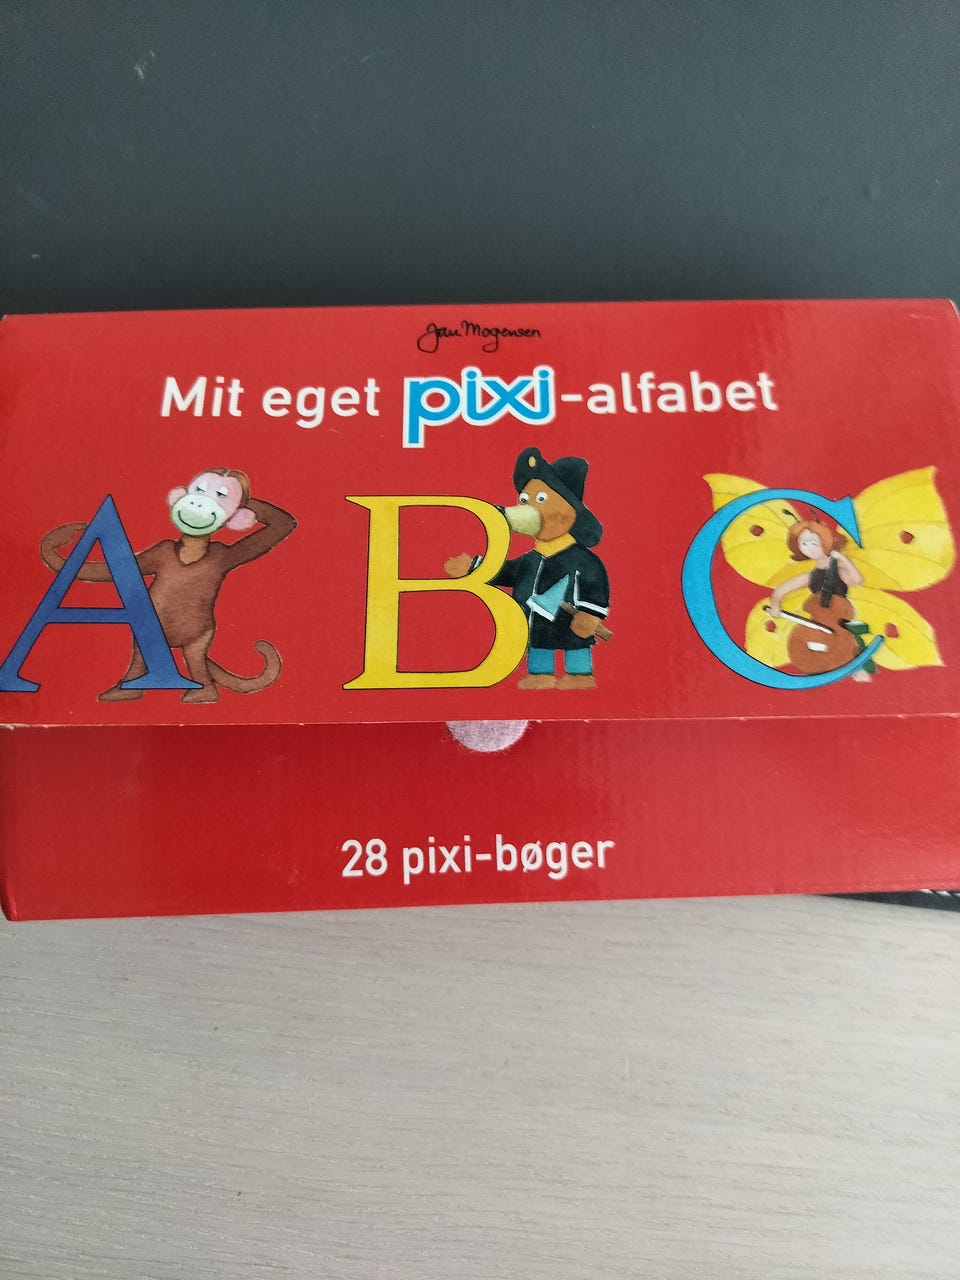 Jan Mogensen
Mit eget pixi-alfabet
A B C
28 pixi-bøger